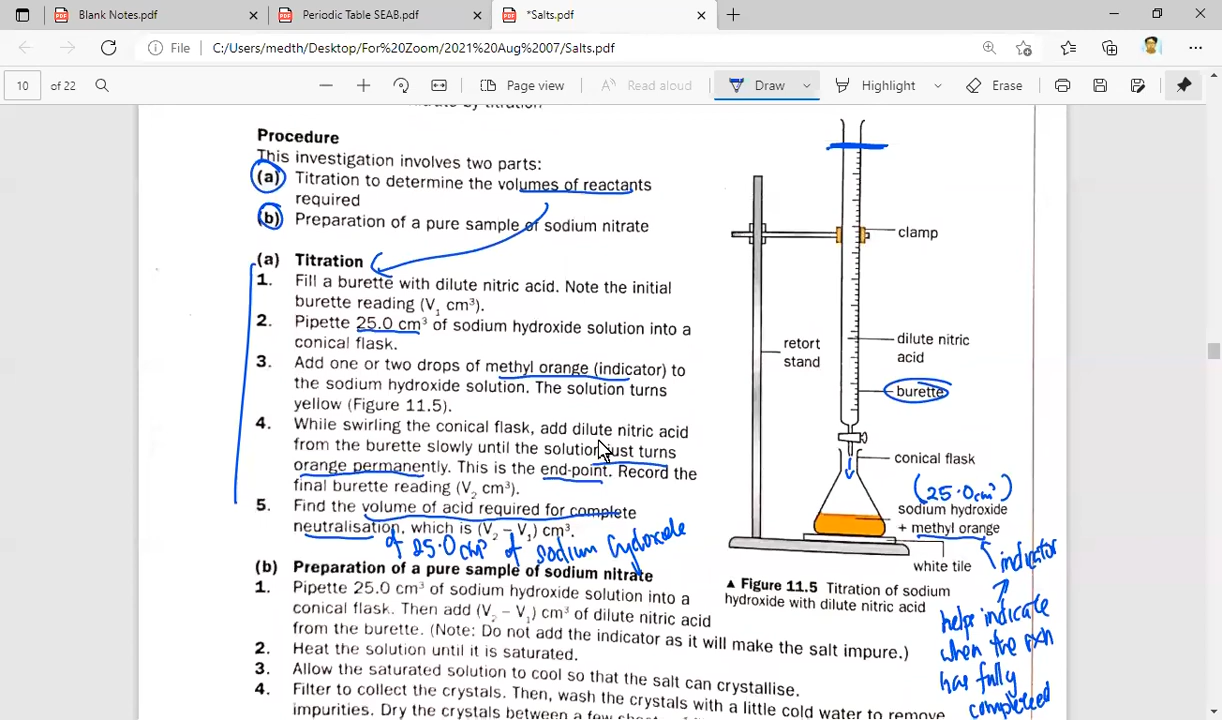 Blank Notes.pdf
Periodic Table SEAB.pdf
*Salts.pdf
File
C:/Users/medth/Desktop/For%20Zoom/2021%20Aug%2007/Salts.pdf
10 of 22
Page view
Read aloud
Draw
Highlight
Erase
Procedure
This investigation involves two parts:
(a) Titration to determine the volumes of reactants
required
(b) Preparation of a pure sample of sodium nitrate
(a) Titration
1. Fill a burette with dilute nitric acid. Note the initial
burette reading (V₁ cm³).
2. Pipette 25.0 cm³ of sodium hydroxide solution into a
conical flask.
3. Add one or two drops of methyl orange (indicator) to
the sodium hydroxide solution. The solution turns
yellow (Figure 11.5).
4. While swirling the conical flask, add dilute nitric acid
from the burette slowly until the solution just turns
orange permanently. This is the end-point. Record the
final burette reading (V₂ cm³).
5. Find the volume of acid required for complete
neutralisation, which is (V₂ – V₁) cm³.
of 25.0 cm³ of sodium hydroxide
(b) Preparation of a pure sample of sodium nitrate
1. Pipette 25.0 cm³ of sodium hydroxide solution into a
conical flask. Then add (V₂ – V₁) cm³ of dilute nitric acid
from the burette. (Note: Do not add the indicator as it will make the salt impure.)
2. Heat the solution until it is saturated.
3. Allow the saturated solution to cool so that the salt can crystallise.
4. Filter to collect the crystals. Then, wash the crystals with a little cold water to remove
impurities. Dry the crystals between a few
clamp
retort
stand
dilute nitric
acid
burette
conical flask
(25.0cm³)
sodium hydroxide
+ methyl orange
white tile
▲ Figure 11.5 Titration of sodium
hydroxide with dilute nitric acid
indicator
helps indicate
when the rxn
has fully
completed